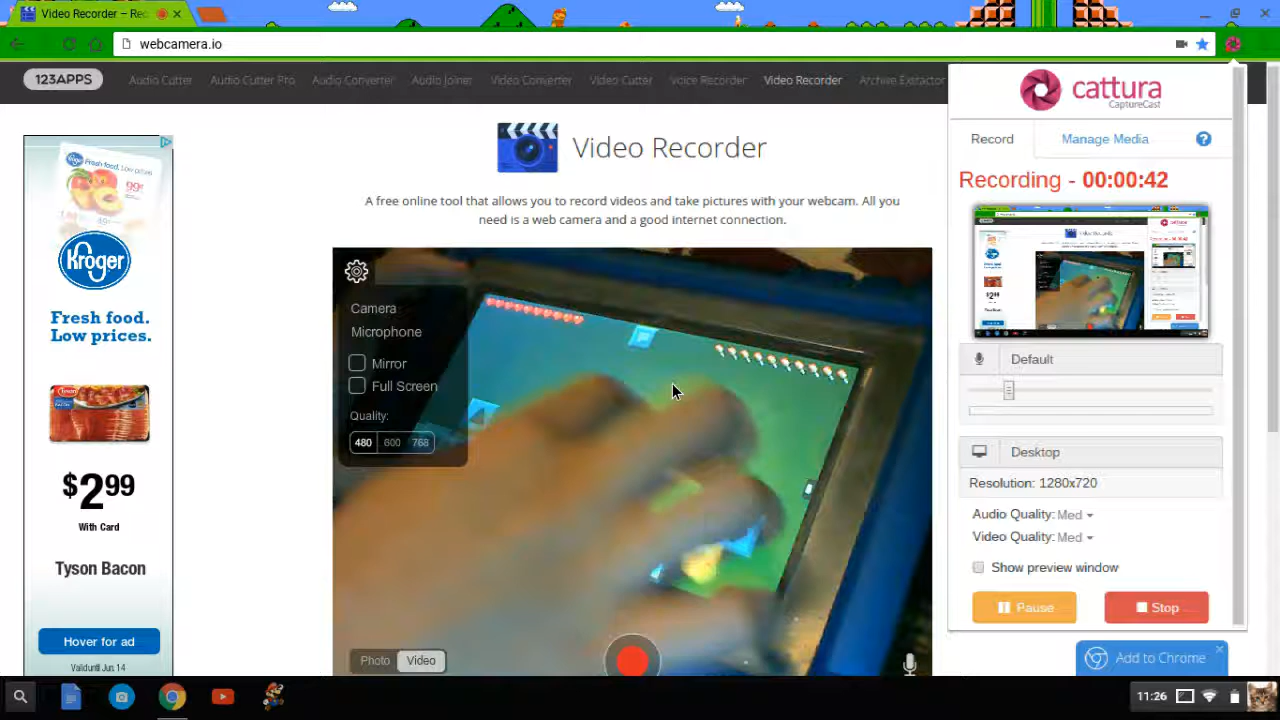 Video Recorder – Rec
webcamera.io
123APPS
Audio Cutter
Audio Cutter Pro
Audio Converter
Audio Joiner
Video Converter
Video Cutter
Voice Recorder
Video Recorder
Archive Extractor
cattura
CaptureCast
Record
Manage Media
?
Recording - 00:00:42
Video Recorder
A free online tool that allows you to record videos and take pictures with your webcam. All you
need is a web camera and a good internet connection.
Kroger
Fresh food.
Low prices.
$2.99
With Card
Tyson Bacon
Hover for ad
Valid until Jun. 14
Camera
Microphone
Mirror
Full Screen
Quality:
480 600 768
Photo Video
Default
Desktop
Resolution: 1280x720
Audio Quality: Med
Video Quality: Med
Show preview window
Pause
Stop
Add to Chrome
11:26